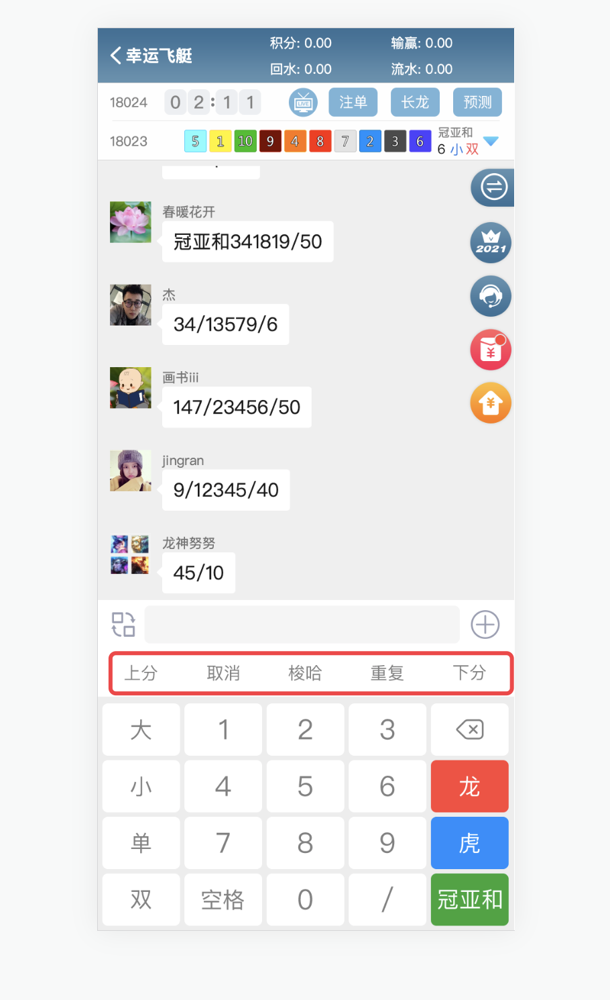 幸运飞艇
积分: 0.00 输赢: 0.00
回水: 0.00 流水: 0.00
18024 02:11 LIVE 注单 长龙 预测
18023 5 1 10 9 4 8 7 2 3 6 冠亚和
6 小 双
春暖花开
冠亚和341819/50
2021
杰
34/13579/6
画书iii
147/23456/50
jingran
9/12345/40
龙神努努
45/10
上分 取消 梭哈 重复 下分
大 1 2 3
小 4 5 6 龙
单 7 8 9 虎
双 空格 0 / 冠亚和